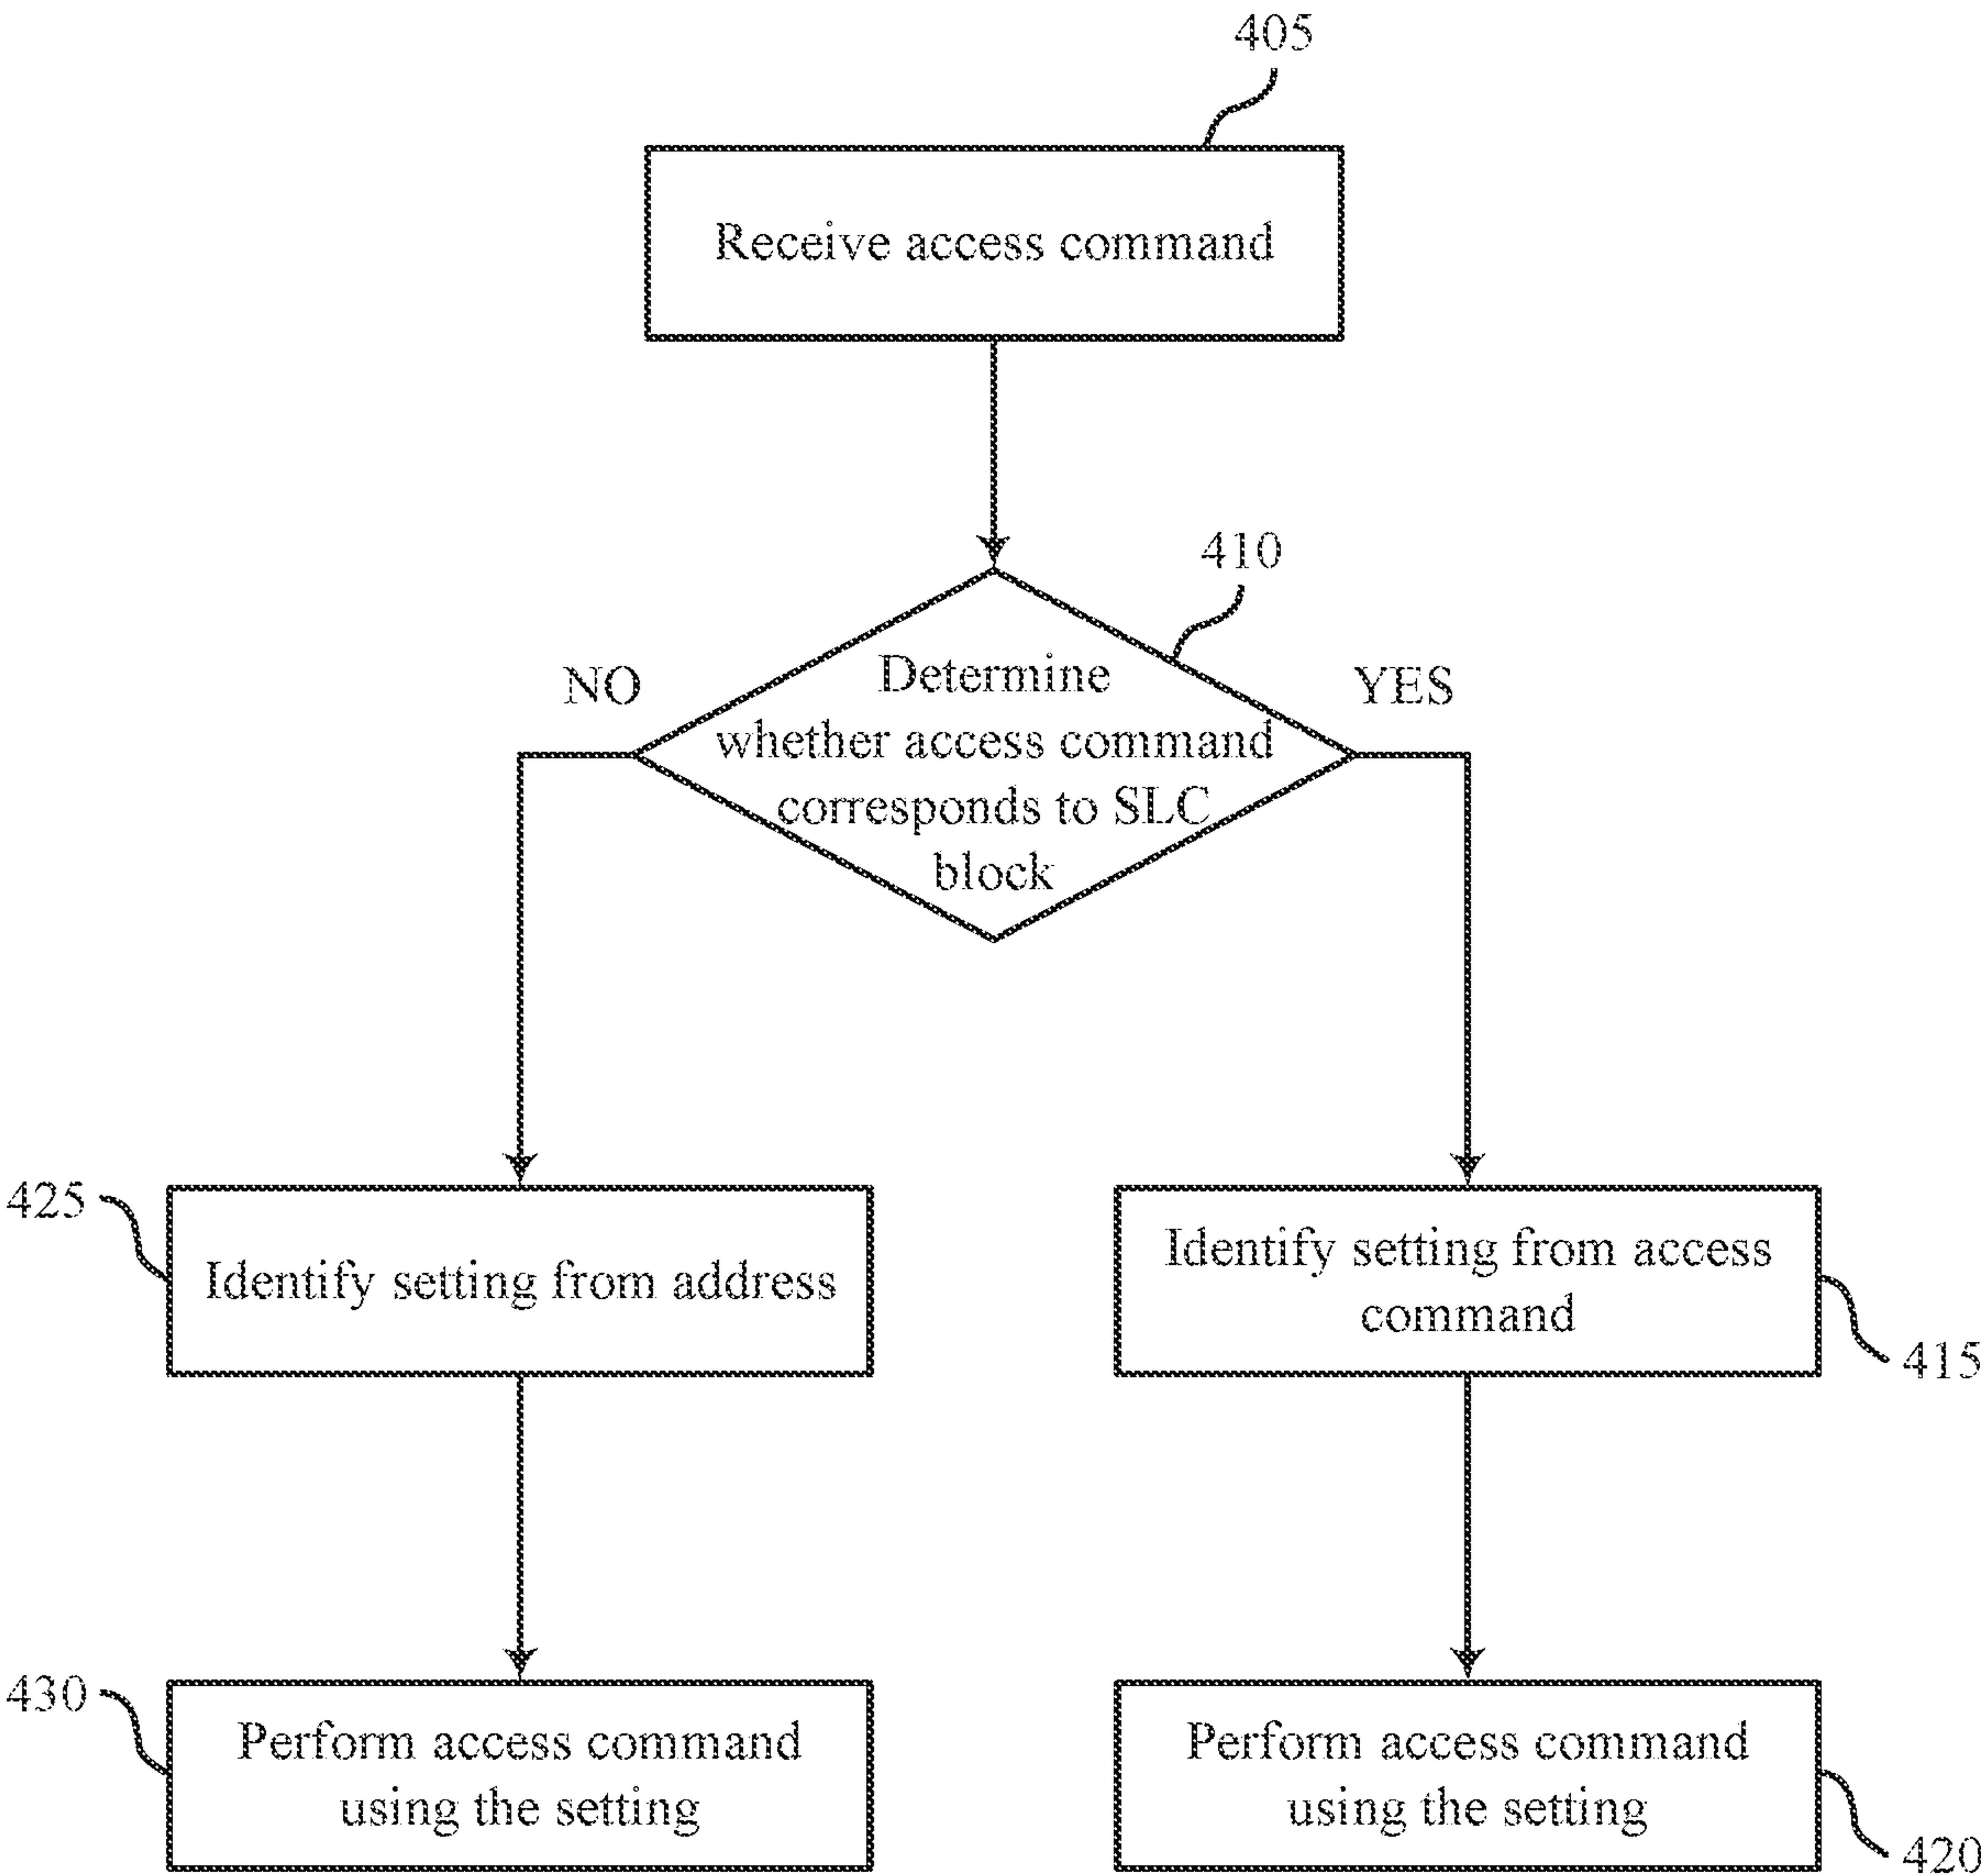 405
Receive access command
410
NO
YES
Determine
whether access command
corresponds to SLC
block
425
Identify setting from address
Identify setting from access
command
415
430
Perform access command
using the setting
Perform access command
using the setting
420